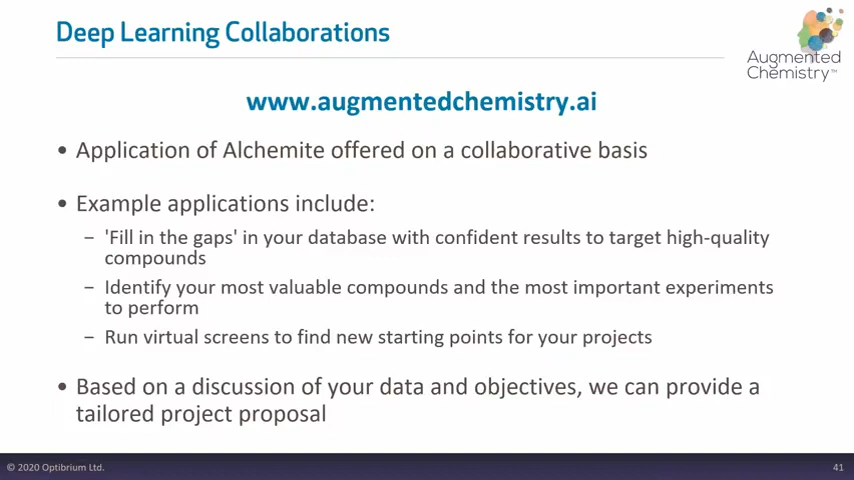 Deep Learning Collaborations
Augmented
Chemistry™
www.augmentedchemistry.ai
• Application of Alchemite offered on a collaborative basis
• Example applications include:
− 'Fill in the gaps' in your database with confident results to target high-quality
compounds
− Identify your most valuable compounds and the most important experiments
to perform
− Run virtual screens to find new starting points for your projects
• Based on a discussion of your data and objectives, we can provide a
tailored project proposal
© 2020 Optibrium Ltd.
41